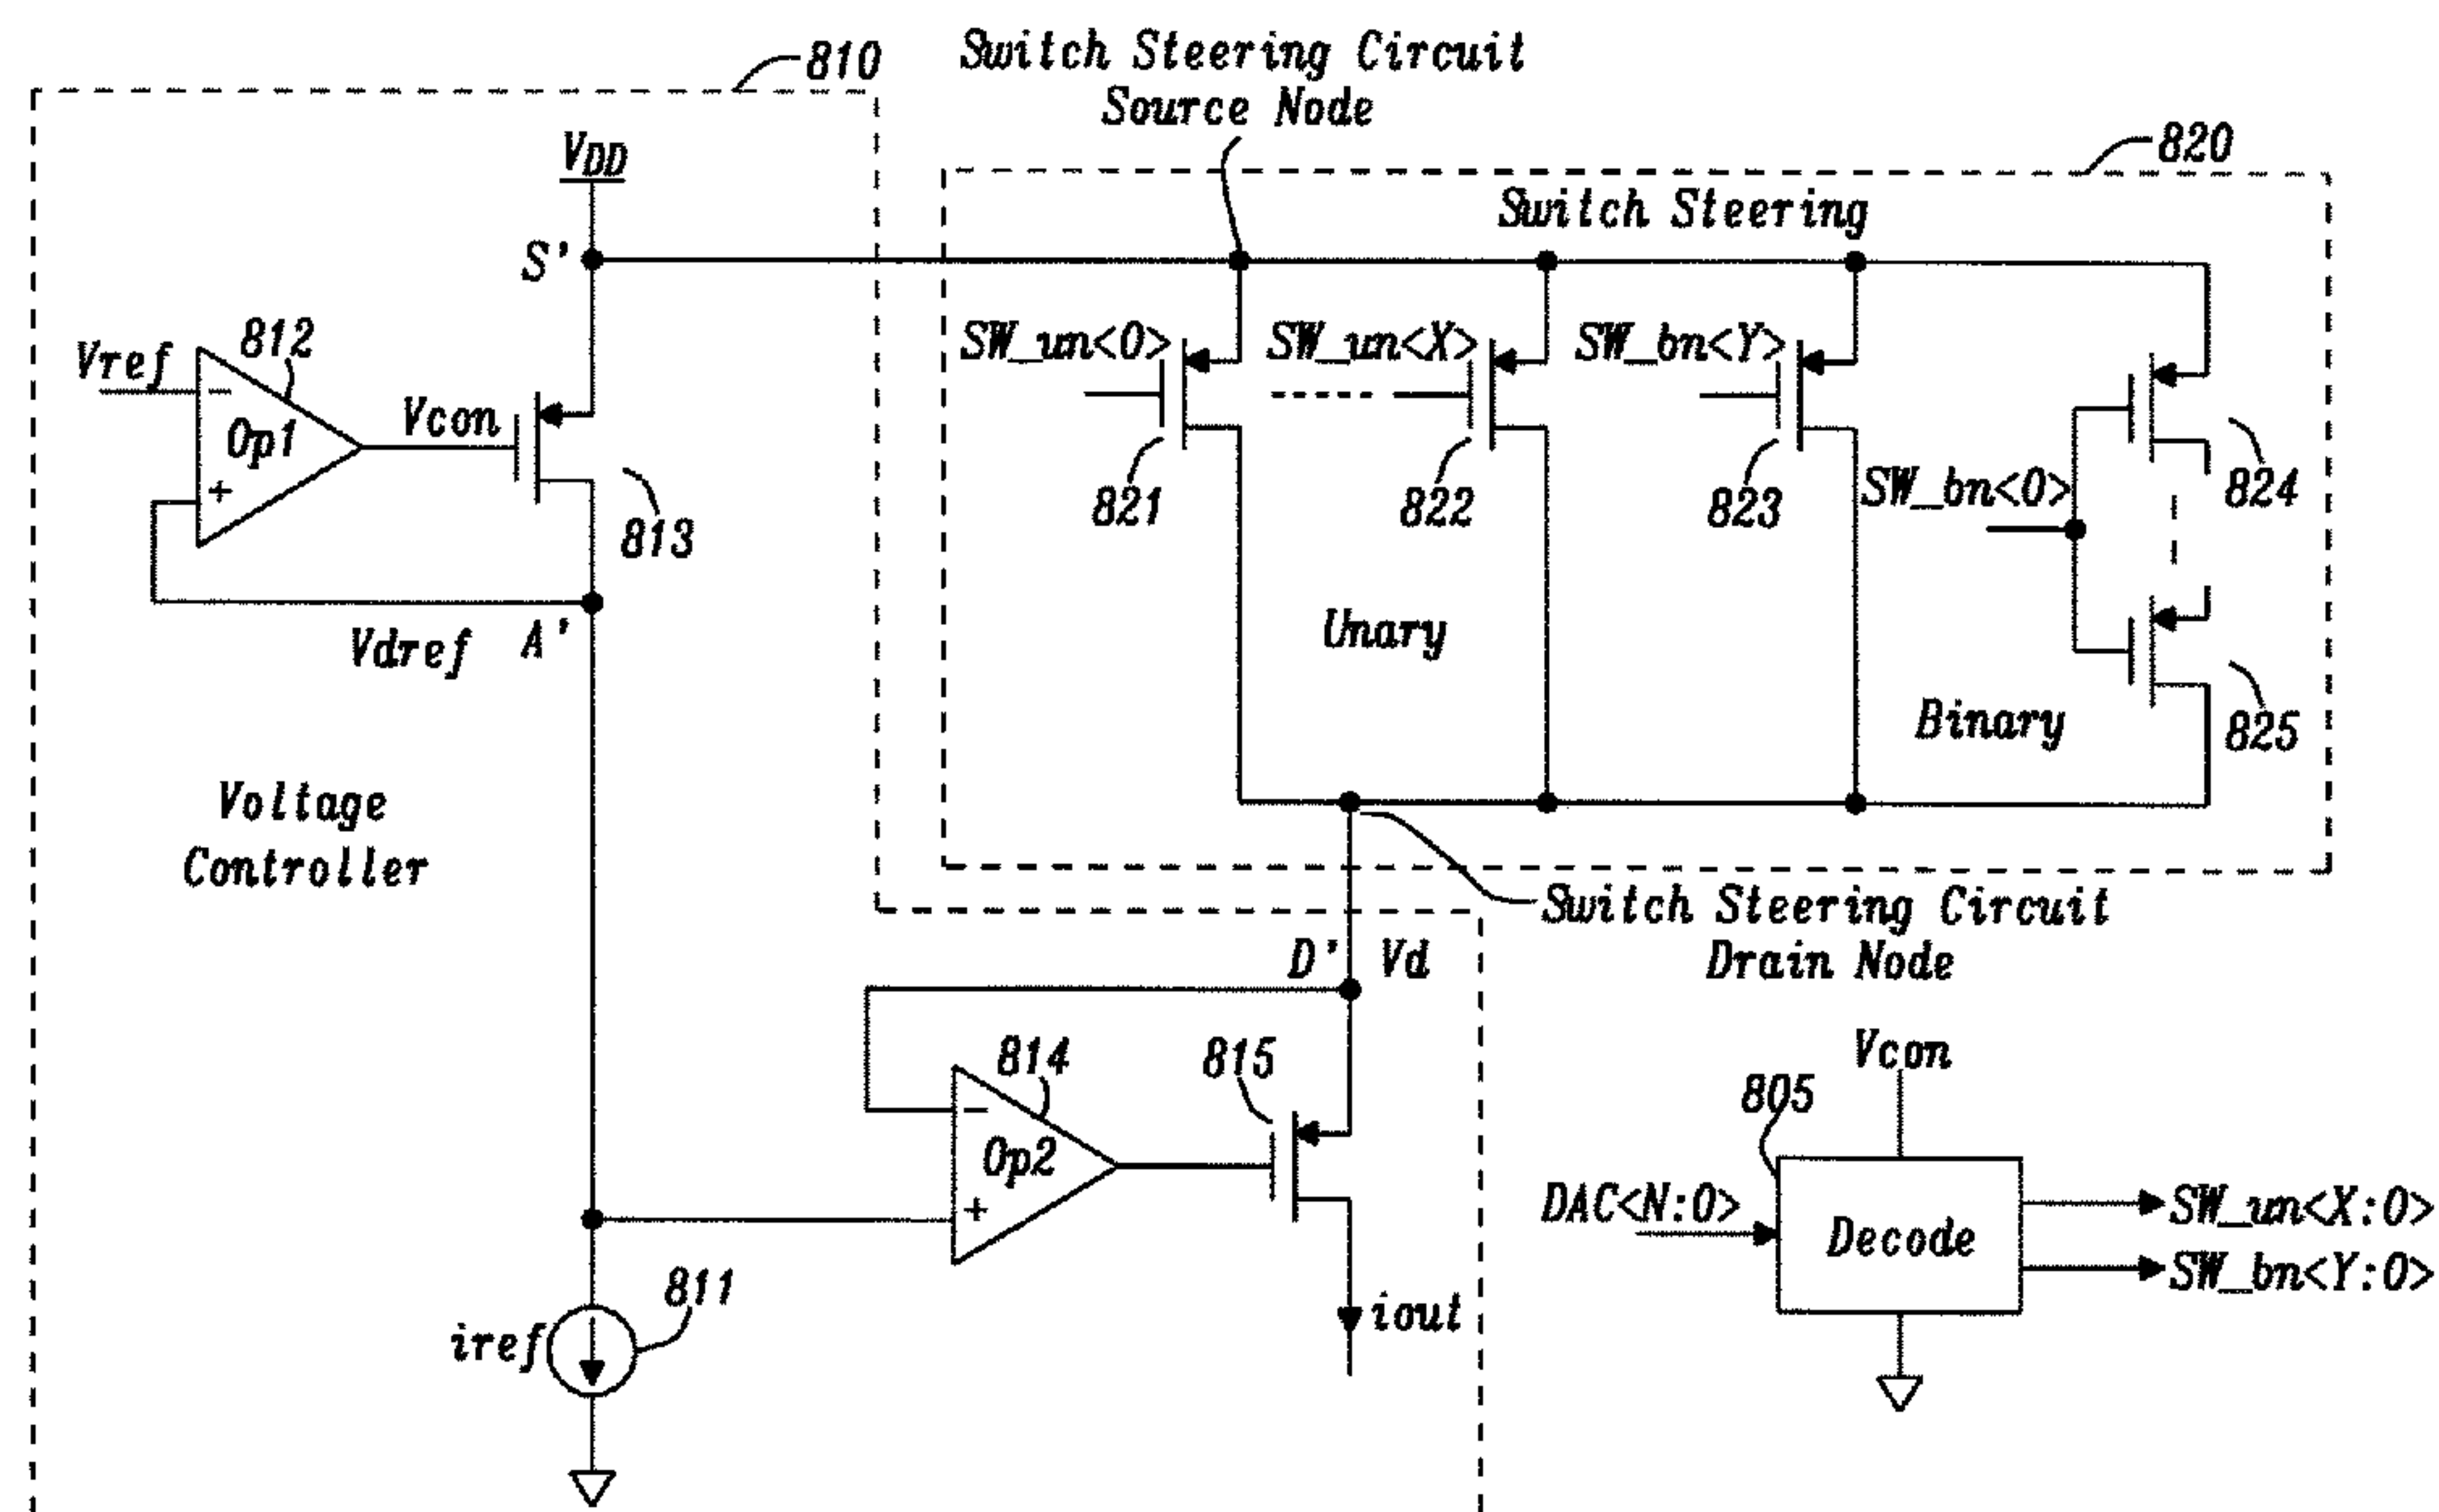 810
Switch Steering Circuit
Source Node
820
VDD
Switch Steering
S'
Vref
812
-
Op1
+
Vcon
813
SW_un<0>
SW_un<X>
SW_bn<Y>
821
822
823
SW_bn<0>
824
Vdref
A'
Unary
Binary
825
Voltage
Controller
Switch Steering Circuit
Drain Node
D'
Vd
814
815
-
Op2
+
Vcon
805
DAC<N:0>
Decode
SW_un<X:0>
SW_bn<Y:0>
iref
811
iout